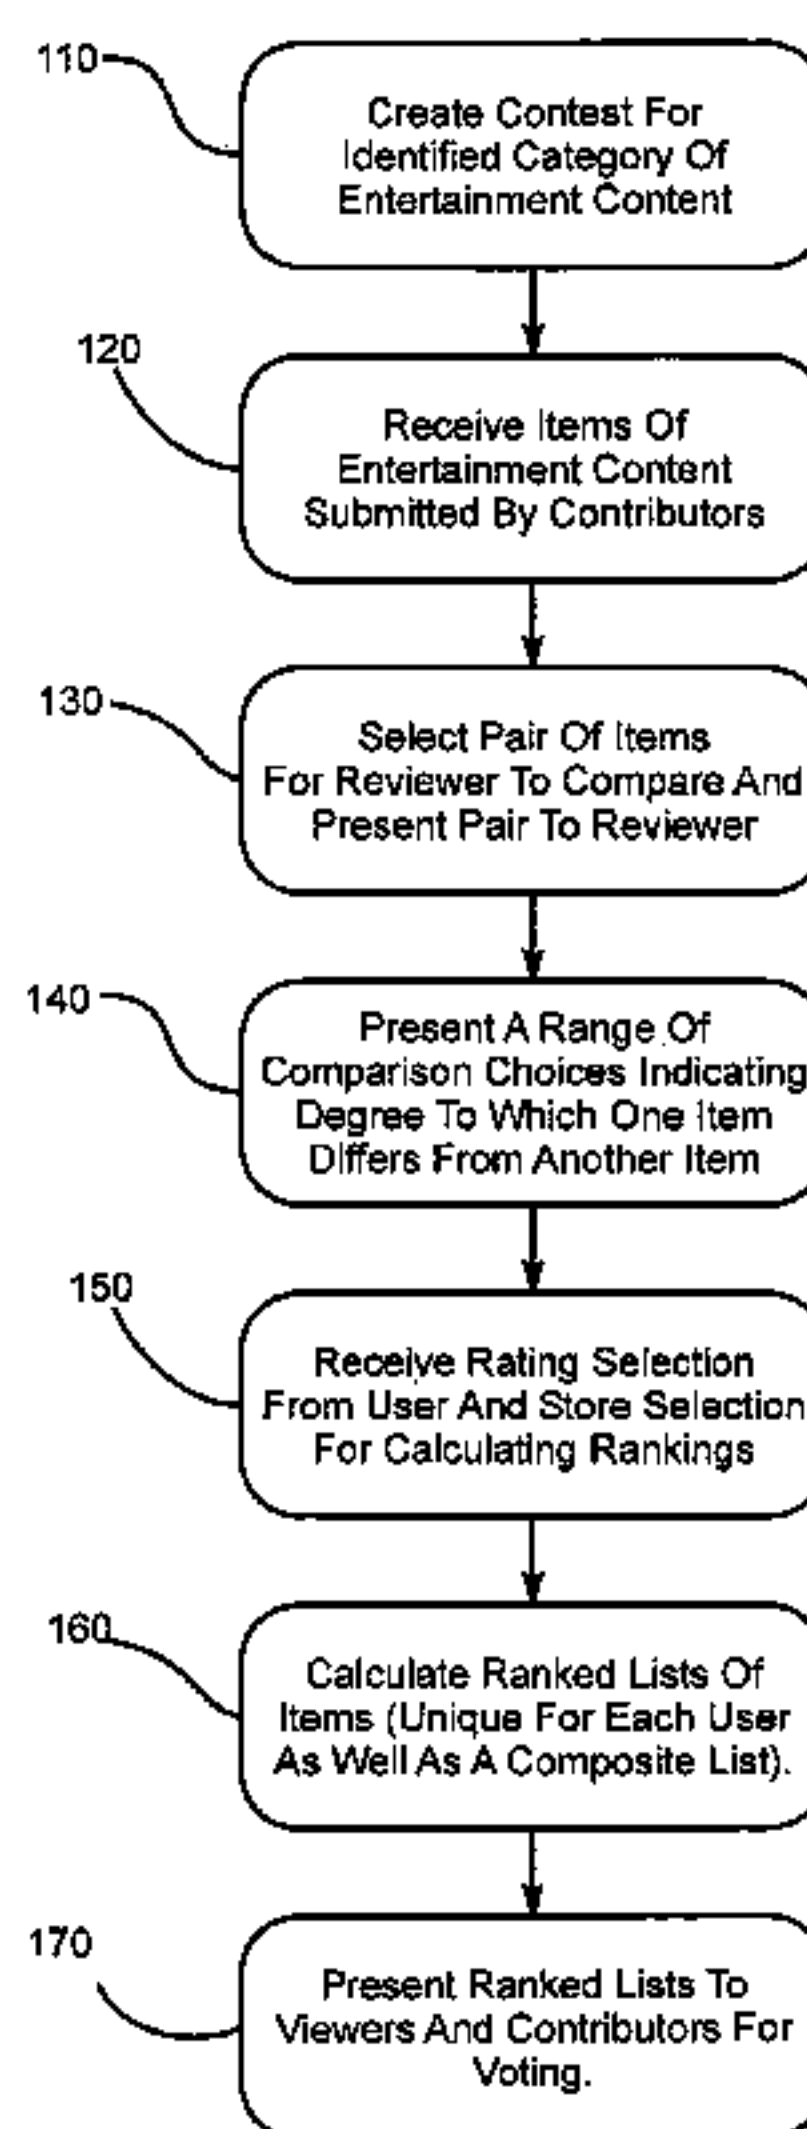 110
Create Contest For
Identified Category Of
Entertainment Content
120
Receive Items Of
Entertainment Content
Submitted By Contributors
130
Select Pair Of Items
For Reviewer To Compare And
Present Pair To Reviewer
140
Present A Range Of
Comparison Choices Indicating
Degree To Which One Item
Differs From Another Item
150
Receive Rating Selection
From User And Store Selection
For Calculating Rankings
160
Calculate Ranked Lists Of
Items (Unique For Each User
As Well As A Composite List).
170
Present Ranked Lists To
Viewers And Contributors For
Voting.